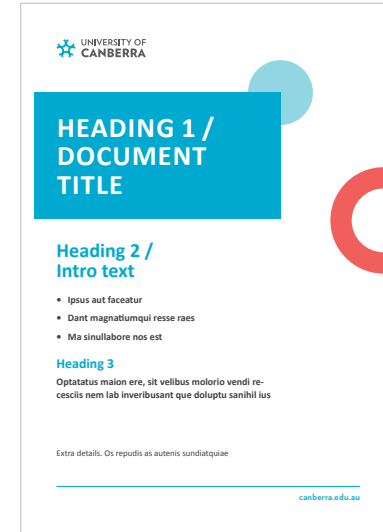 UNIVERSITY OF
CANBERRA
HEADING 1 /
DOCUMENT
TITLE
Heading 2 /
Intro text
• Ipsus aut faceatur
• Dant magnatiumqui resse raes
• Ma sinullabore nos est
Heading 3
Optatatus maion ere, sit velibus molorio vendi re-
cesciis nem lab inveribusant que doluptu sanihil ius
Extra details. Os repudis as autenis sundiatquiae
canberra.edu.au